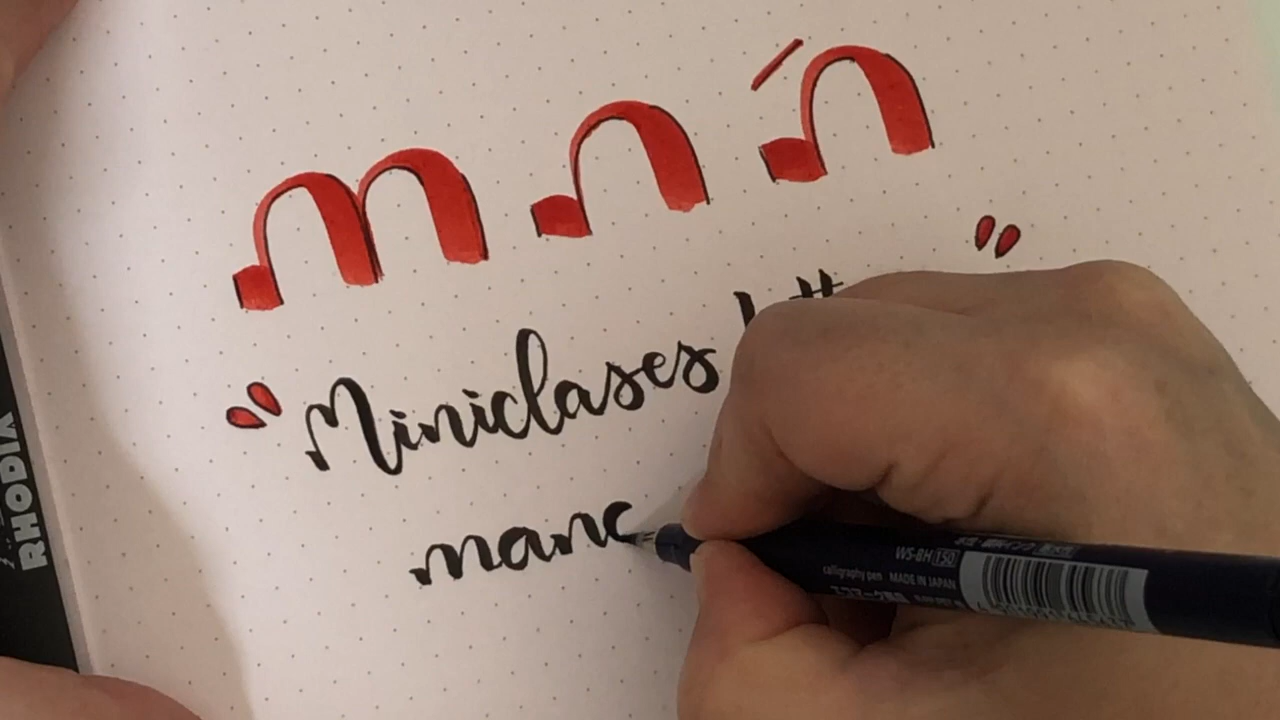 m n ñ
"Miniclases
manc
RHODIA
WS-BH 150
calligraphy pen MADE IN JAPAN